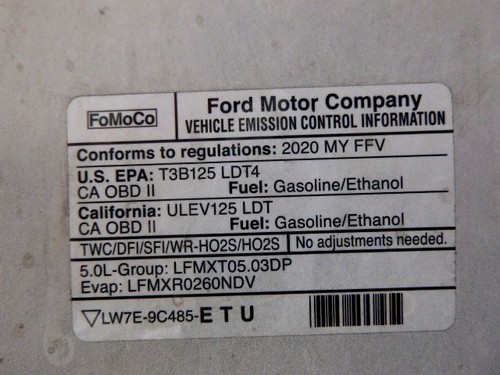 FoMoCo
Ford Motor Company
VEHICLE EMISSION CONTROL INFORMATION
Conforms to regulations: 2020 MY FFV
U.S. EPA: T3B125 LDT4
CA OBD II Fuel: Gasoline/Ethanol
California: ULEV125 LDT
CA OBD II Fuel: Gasoline/Ethanol
TWC/DFI/SFI/WR-HO2S/HO2S No adjustments needed.
5.0L-Group: LFMXT05.03DP
Evap: LFMXR0260NDV
LW7E-9C485-ETU